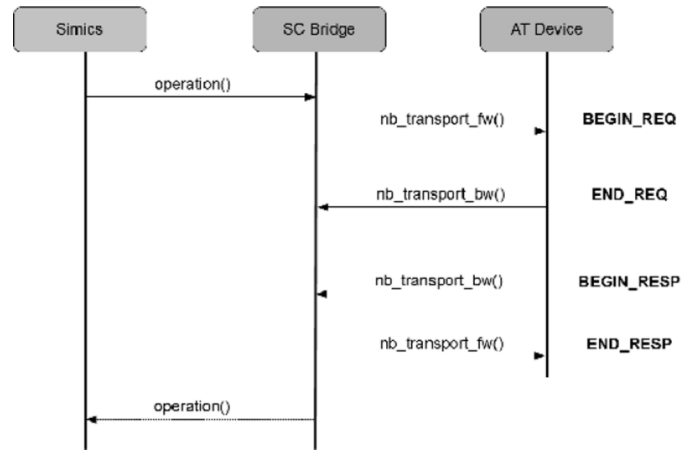 Simics
SC Bridge
AT Device
operation()
nb_transport_fw()
BEGIN_REQ
nb_transport_bw()
END_REQ
nb_transport_bw()
BEGIN_RESP
nb_transport_fw()
END_RESP
operation()